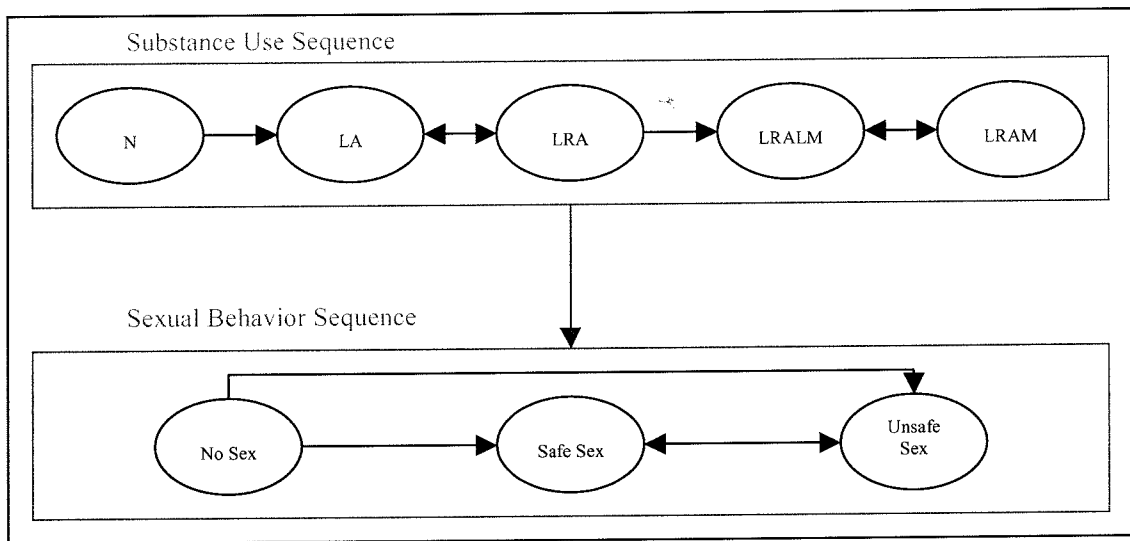 Substance Use Sequence
N
LA
LRA
LRALM
LRAM
Sexual Behavior Sequence
No Sex
Safe Sex
Unsafe
Sex